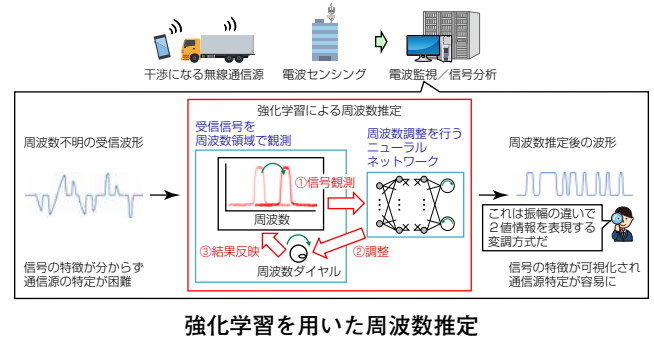 干渉になる無線通信源
電波センシング
電波監視／信号分析
強化学習による周波数推定
周波数不明の受信波形
受信信号を
周波数領域で観測
周波数調整を行う
ニューラル
ネットワーク
周波数推定後の波形
①信号観測
周波数
③結果反映
②調整
周波数ダイヤル
これは振幅の違いで
２値情報を表現する
変調方式だ
信号の特徴が分からず
通信源の特定が困難
信号の特徴が可視化され
通信源特定が容易に
強化学習を用いた周波数推定